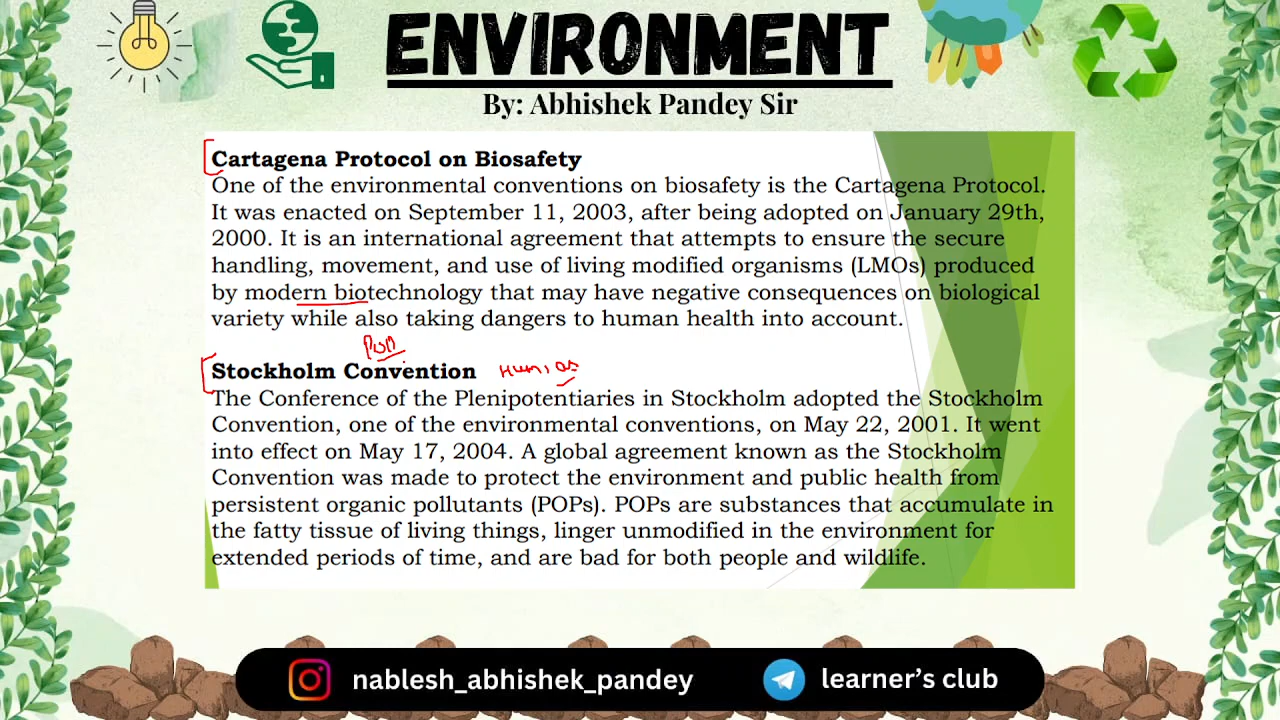 ENVIRONMENT
By: Abhishek Pandey Sir
Cartagena Protocol on Biosafety
One of the environmental conventions on biosafety is the Cartagena Protocol.
It was enacted on September 11, 2003, after being adopted on January 29th,
2000. It is an international agreement that attempts to ensure the secure
handling, movement, and use of living modified organisms (LMOs) produced
by modern biotechnology that may have negative consequences on biological
variety while also taking dangers to human health into account.
Stockholm Convention
The Conference of the Plenipotentiaries in Stockholm adopted the Stockholm
Convention, one of the environmental conventions, on May 22, 2001. It went
into effect on May 17, 2004. A global agreement known as the Stockholm
Convention was made to protect the environment and public health from
persistent organic pollutants (POPs). POPs are substances that accumulate in
the fatty tissue of living things, linger unmodified in the environment for
extended periods of time, and are bad for both people and wildlife.
nablesh_abhishek_pandey
learner's club